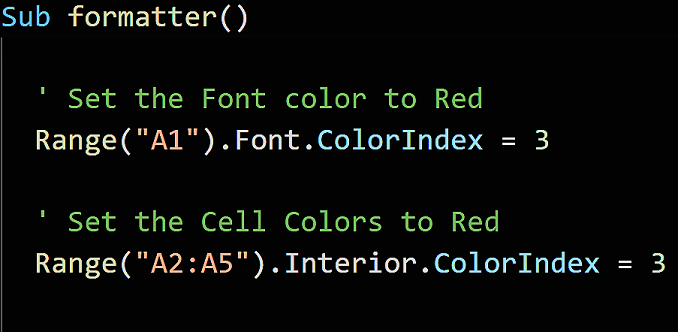 Sub formatter()
' Set the Font color to Red
Range("A1").Font.ColorIndex = 3
' Set the Cell Colors to Red
Range("A2:A5").Interior.ColorIndex = 3